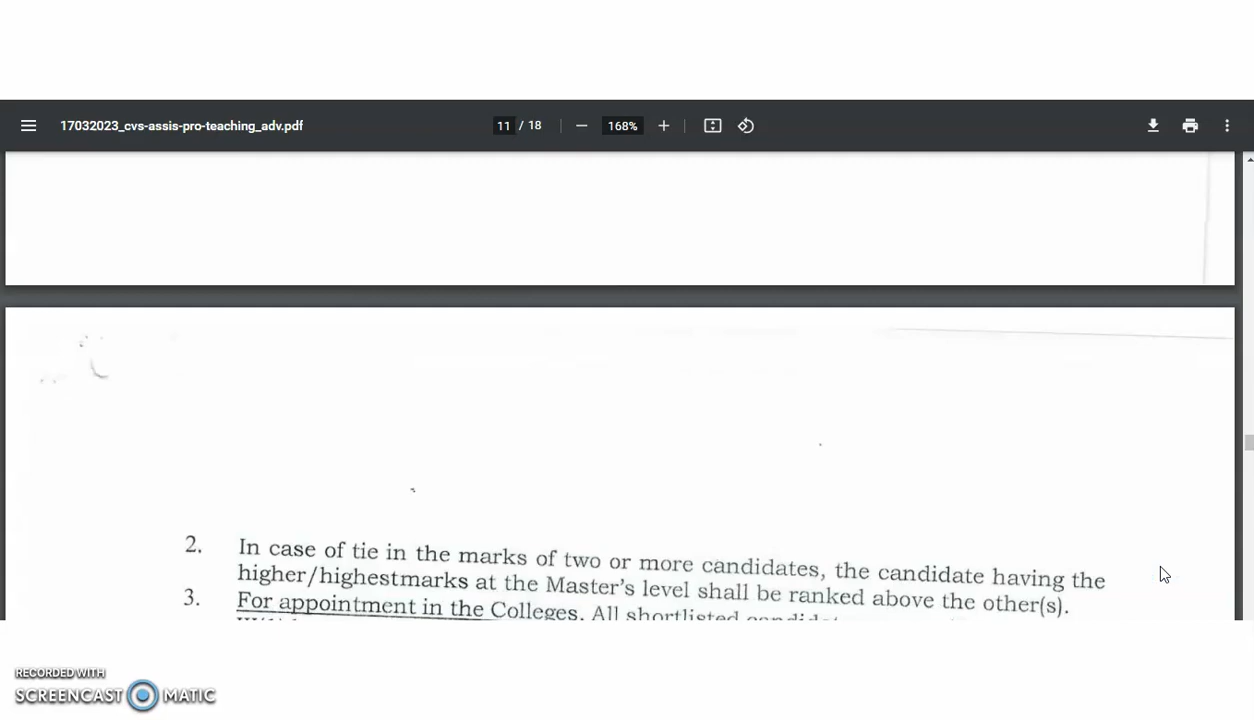 17032023_cvs-assis-pro-teaching_adv.pdf
11 / 18
168%
2. In case of tie in the marks of two or more candidates, the candidate having the
higher/highestmarks at the Master's level shall be ranked above the other(s).
3. For appointment in the Colleges. All shortlisted
RECORDED WITH
SCREENCAST MATIC